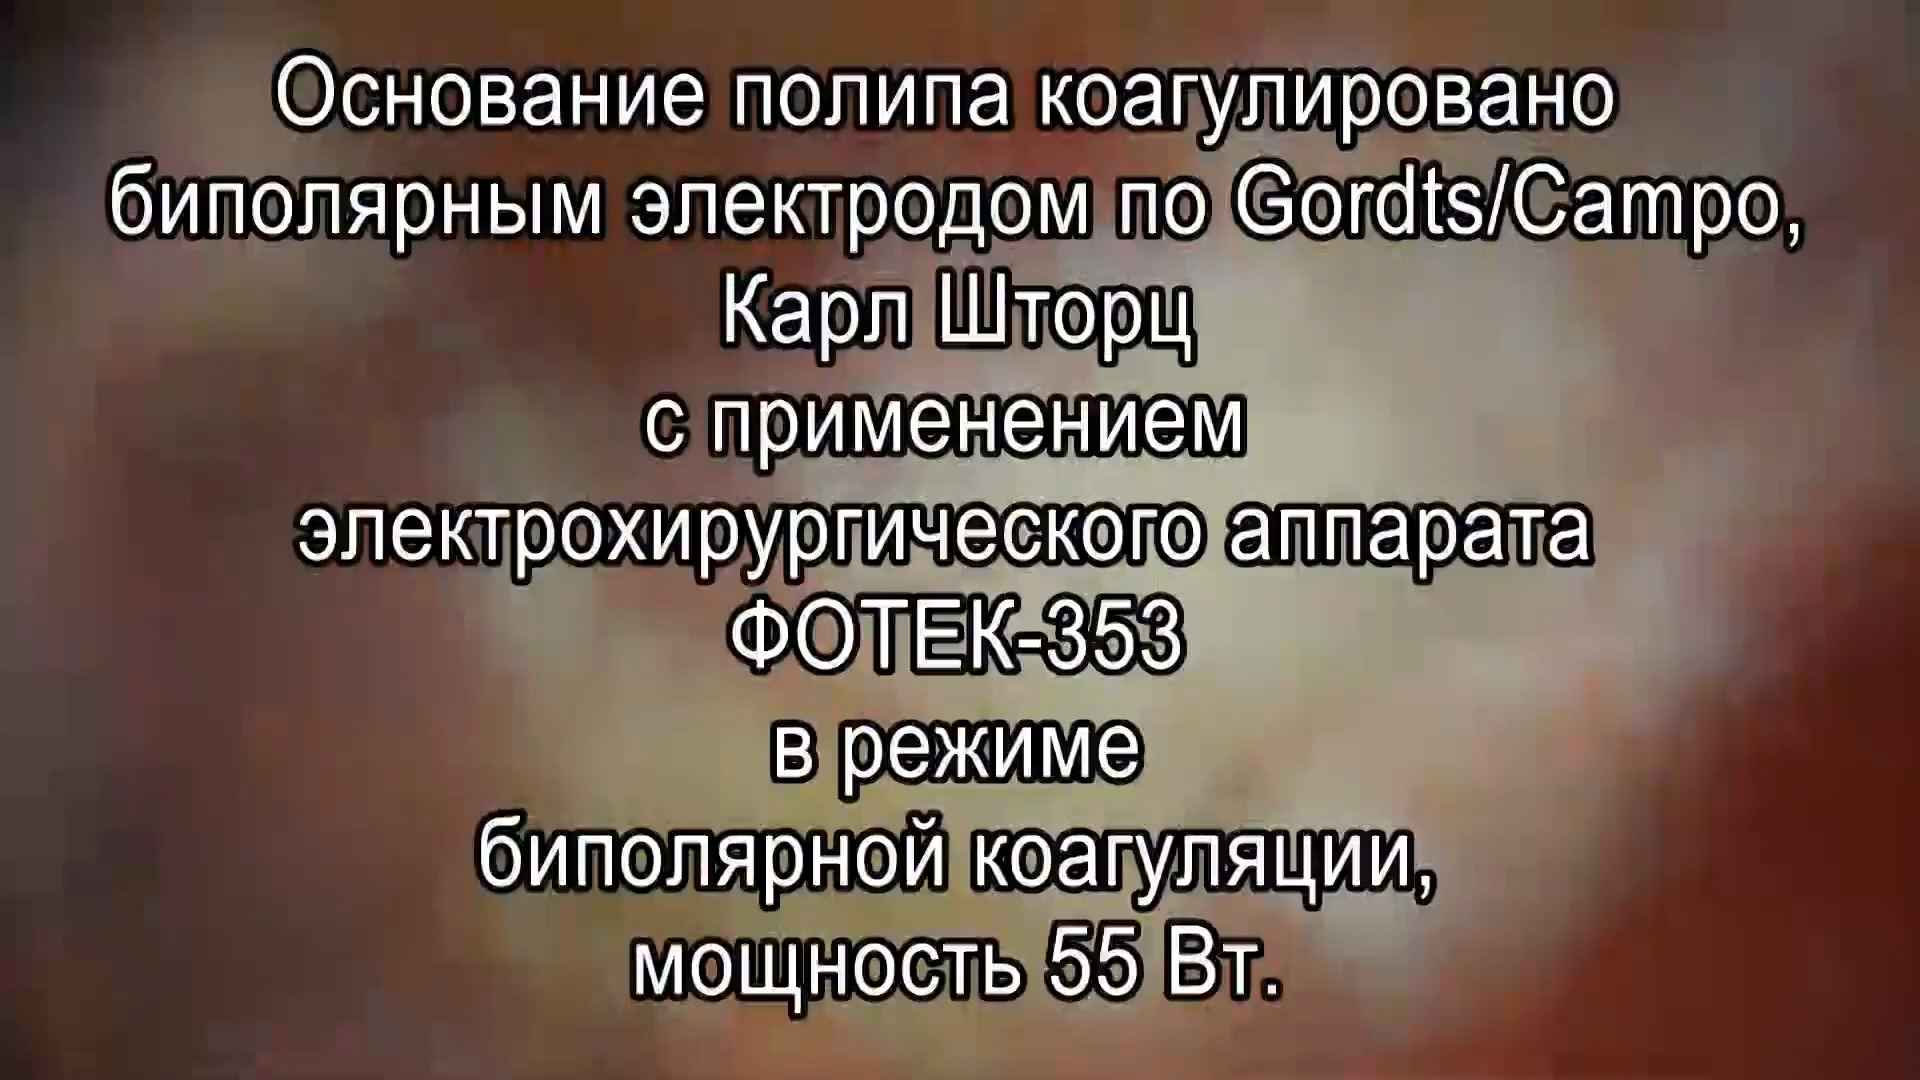 Основание полипа коагулировано
биполярным электродом по Gordts/Campo,
Карл Шторц
с применением
электрохирургического аппарата
ФОТЕК-353
в режиме
биполярной коагуляции,
мощность 55 Вт.